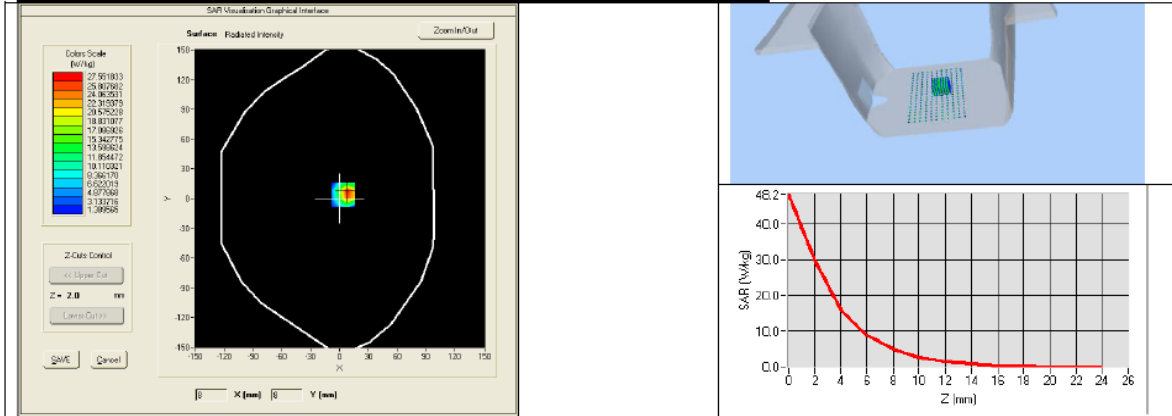 SAR Visualisation Graphical Interface
Surface Radiated Intensity
Zoom In/Out
Colors Scale
(W/kg)
27.551833
25.807682
24.063531
22.319379
20.575228
18.831077
17.086926
15.342775
13.598624
11.854472
10.110321
8.366170
6.622019
4.877868
3.133716
1.389565
Z-Cuts Control
<< Upper Cut
Z = 2.0 mm
Lower Cut >>
SAVE
Cancel
150
120
90
60
30
0
-30
-60
-90
-120
-150
Y
-150 -120 -90 -60 -30 0 30 60 90 120 150
X
8 X (mm) 8 Y (mm)
48.2
40.0
30.0
20.0
10.0
0.0
SAR (W/kg)
0 2 4 6 8 10 12 14 16 18 20 22 24 26
Z (mm)